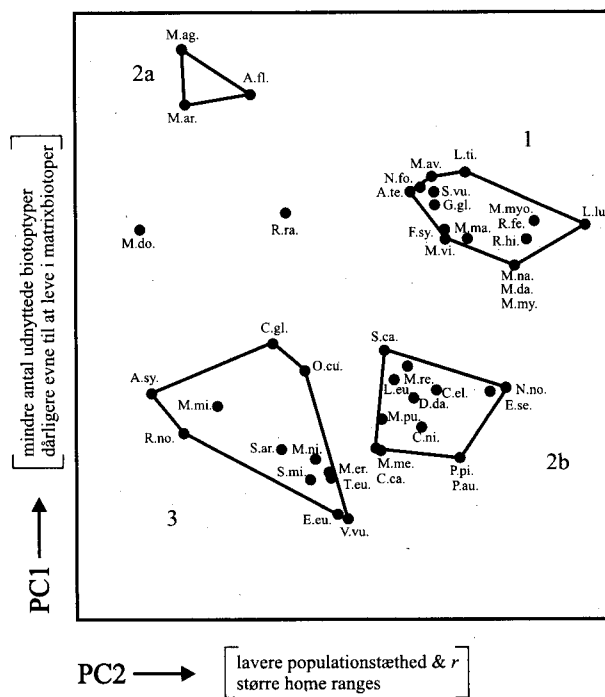 M.ag.
2a
A.fl.
M.ar.
1
M.av.
L.ti.
N.fo.
A.te.
S.vu.
G.gl.
M.myo.
L.lu.
R.fe.
F.sy.
M.ma.
R.hi.
M.vi.
M.na.
M.da.
M.my.
M.do.
R.ra.
C.gl.
S.ca.
O.cu.
A.sy.
M.re.
N.no.
L.eu.
C.el.
E.se.
D.da.
M.mi.
M.pu.
C.ni.
R.no.
S.ar.
M.ni.
M.er.
M.me.
C.ca.
2b
S.mi.
T.eu.
P.pi.
P.au.
3
E.eu.
V.vu.
PC1
mindre antal udnyttede biotoptyper
dårligere evne til at leve i matrixbiotoper
PC2
lavere populationstæthed & r
større home ranges